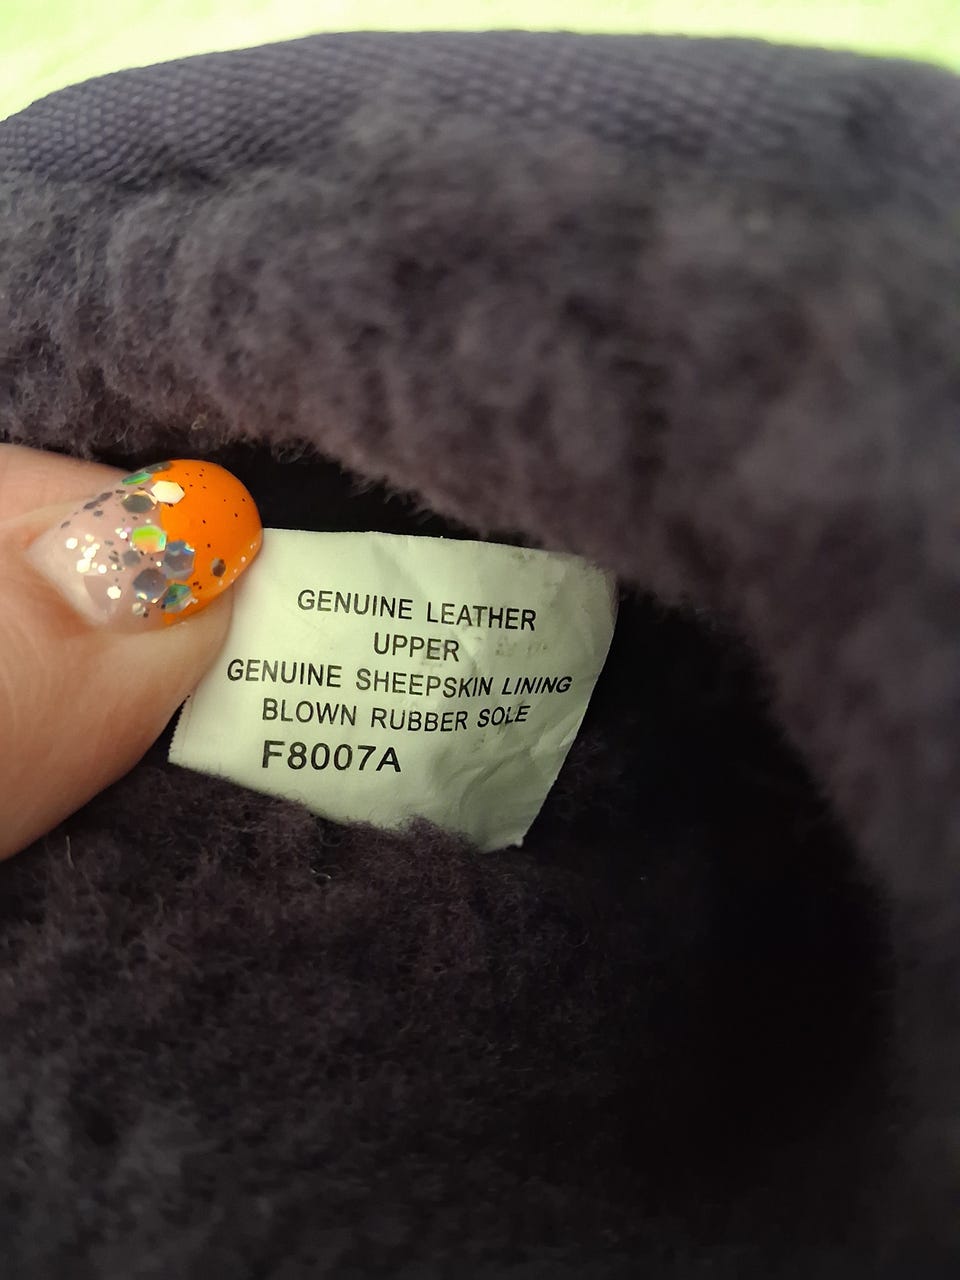 GENUINE LEATHER
UPPER
GENUINE SHEEPSKIN LINING
BLOWN RUBBER SOLE
F8007A